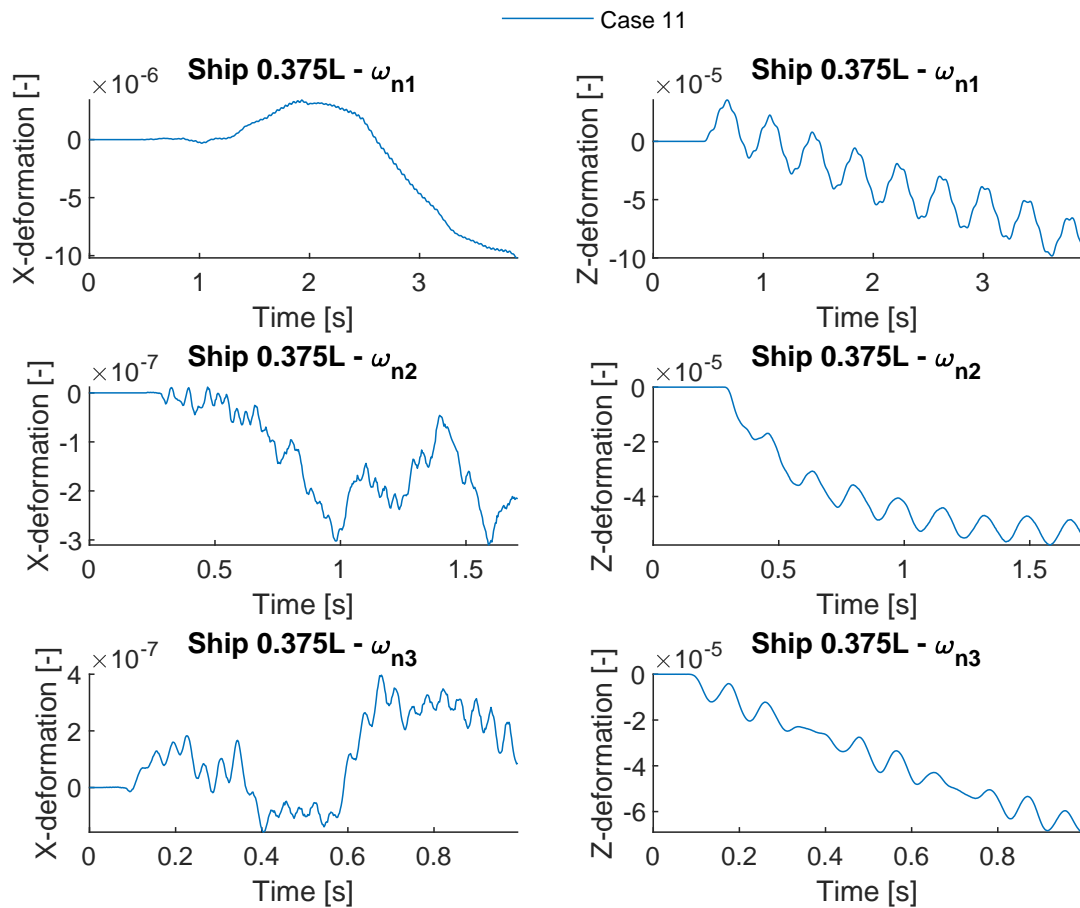 Case 11
Ship 0.375L - ωn1
×10-6
X-deformation [-]
0
-5
-10
0 1 2 3
Time [s]
Ship 0.375L - ωn1
×10-5
Z-deformation [-]
0
-5
-10
0 1 2 3
Time [s]
Ship 0.375L - ωn2
×10-7
X-deformation [-]
0
-1
-2
-3
0 0.5 1 1.5
Time [s]
Ship 0.375L - ωn2
×10-5
Z-deformation [-]
0
-2
-4
0 0.5 1 1.5
Time [s]
Ship 0.375L - ωn3
×10-7
X-deformation [-]
4
2
0
0 0.2 0.4 0.6 0.8
Time [s]
Ship 0.375L - ωn3
×10-5
Z-deformation [-]
0
-2
-4
-6
0 0.2 0.4 0.6 0.8
Time [s]